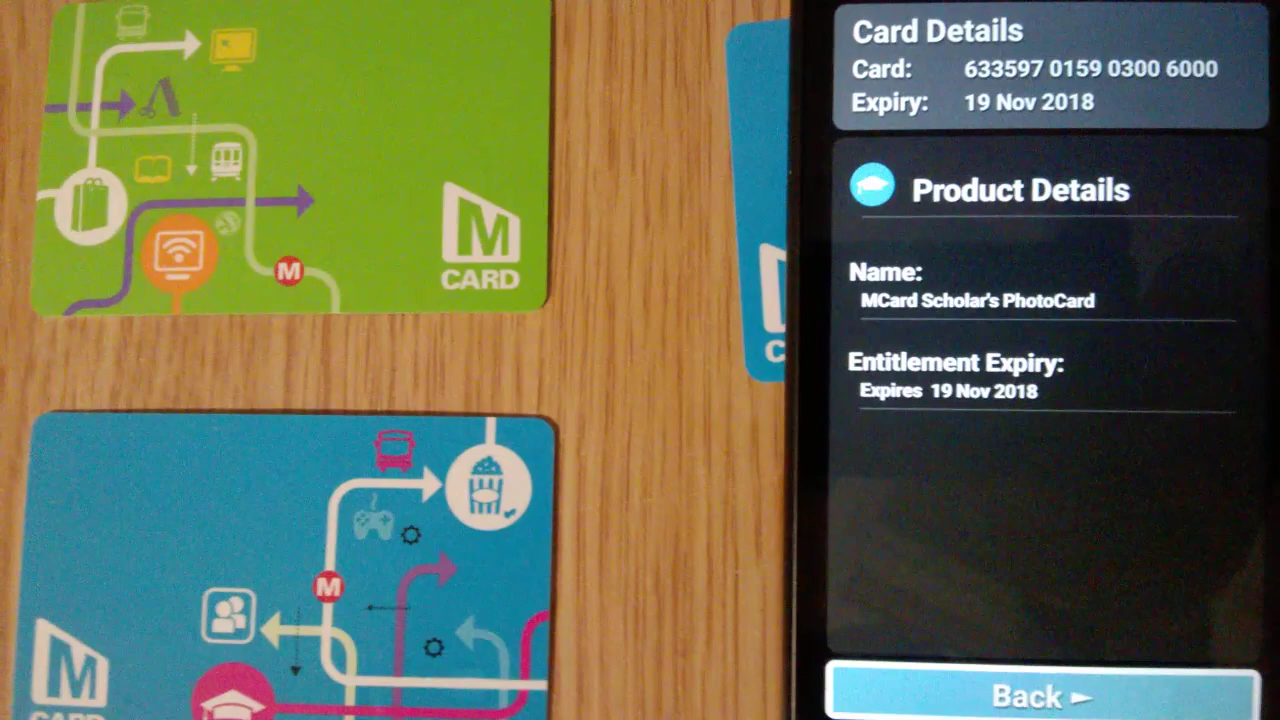 M
CARD
M
M
M
CARD
Card Details
Card: 633597 0159 0300 6000
Expiry: 19 Nov 2018
Product Details
Name:
MCard Scholar's PhotoCard
Entitlement Expiry:
Expires 19 Nov 2018
Back